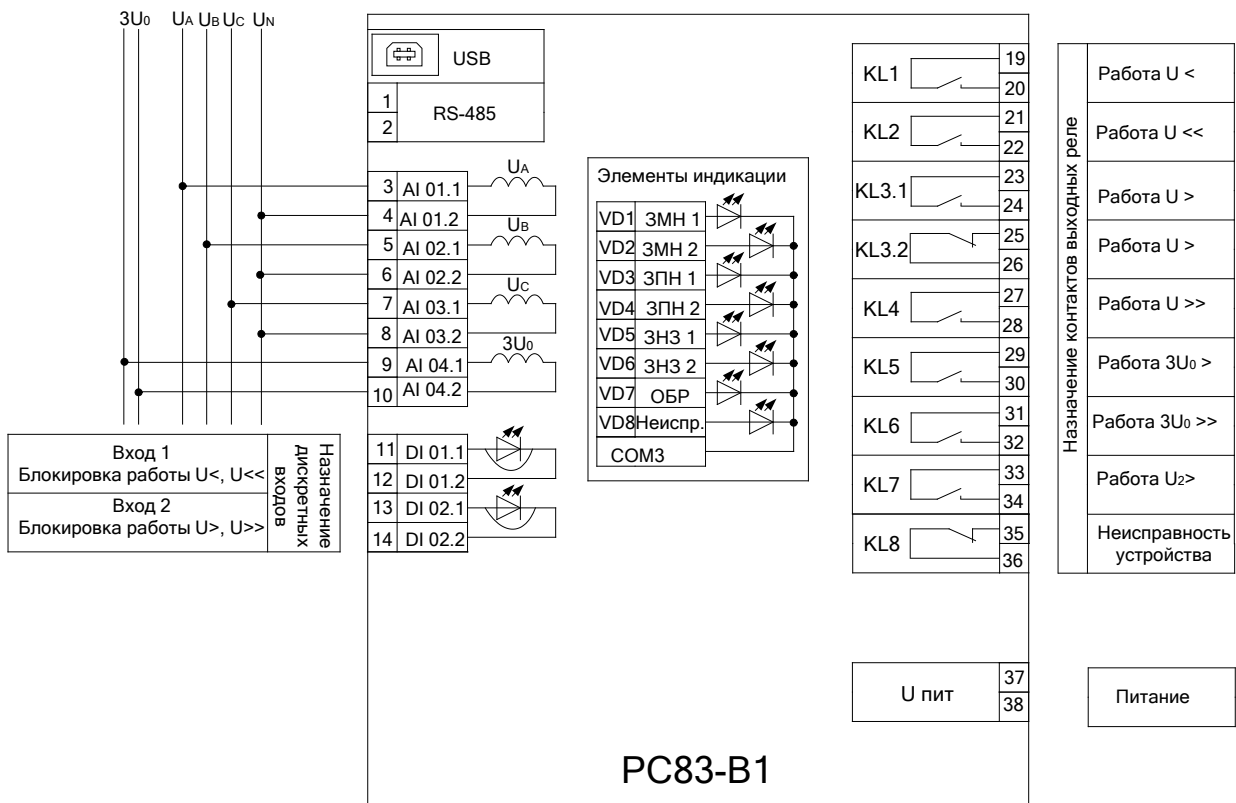 3U0 UA UB UC UN
USB
1
2
RS-485
3 AI 01.1 UA
4 AI 01.2
5 AI 02.1 UB
6 AI 02.2
7 AI 03.1 UC
8 AI 03.2
9 AI 04.1 3U0
10 AI 04.2
11 DI 01.1
12 DI 01.2
13 DI 02.1
14 DI 02.2
Вход 1
Блокировка работы U<, U<<
Вход 2
Блокировка работы U>, U>>
Назначение
дискретных
входов
Элементы индикации
VD1 ЗМН 1
VD2 ЗМН 2
VD3 ЗПН 1
VD4 ЗПН 2
VD5 ЗНЗ 1
VD6 ЗНЗ 2
VD7 ОБР
VD8 Неиспр.
COM3
KL1 19
20
KL2 21
22
KL3.1 23
24
KL3.2 25
26
KL4 27
28
KL5 29
30
KL6 31
32
KL7 33
34
KL8 35
36
Назначение контактов выходных реле
Работа U <
Работа U <<
Работа U >
Работа U >
Работа U >>
Работа 3U0 >
Работа 3U0 >>
Работа U2>
Неисправность
устройства
U пит 37
38
Питание
РС83-В1